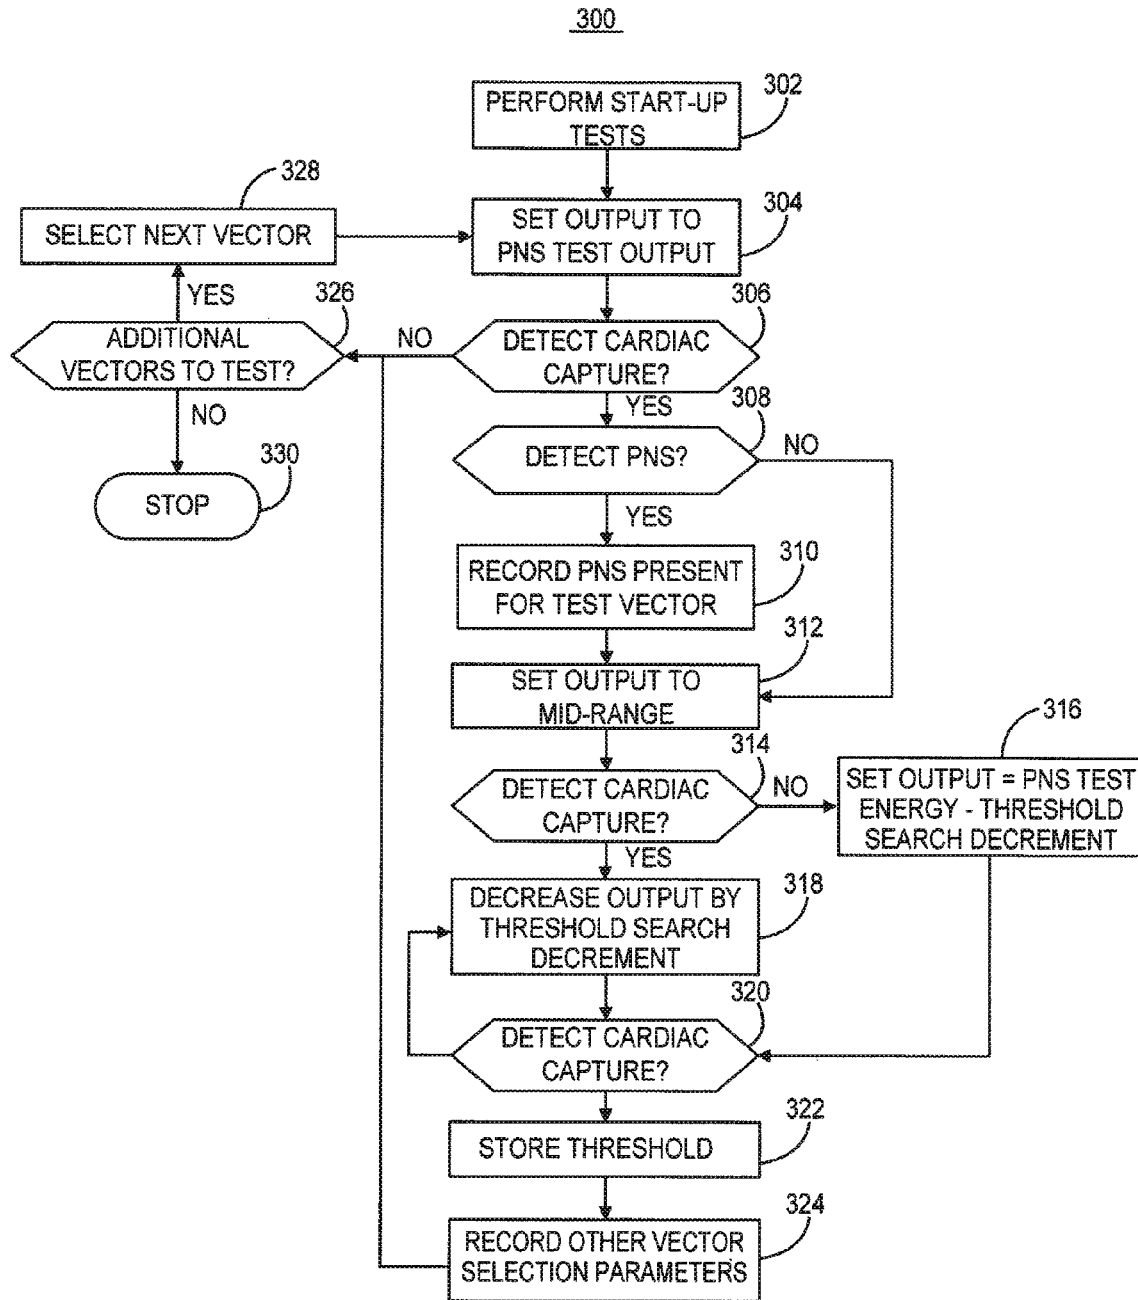 300
PERFORM START-UP
TESTS
302
328
SELECT NEXT VECTOR
SET OUTPUT TO
PNS TEST OUTPUT
304
YES
326
ADDITIONAL
VECTORS TO TEST?
NO
DETECT CARDIAC
CAPTURE?
306
NO
YES
330
STOP
DETECT PNS?
308
NO
YES
RECORD PNS PRESENT
FOR TEST VECTOR
310
SET OUTPUT TO
MID-RANGE
312
DETECT CARDIAC
CAPTURE?
314
NO
316
SET OUTPUT = PNS TEST
ENERGY - THRESHOLD
SEARCH DECREMENT
YES
DECREASE OUTPUT BY
THRESHOLD SEARCH
DECREMENT
318
DETECT CARDIAC
CAPTURE?
320
STORE THRESHOLD
322
RECORD OTHER VECTOR
SELECTION PARAMETERS
324